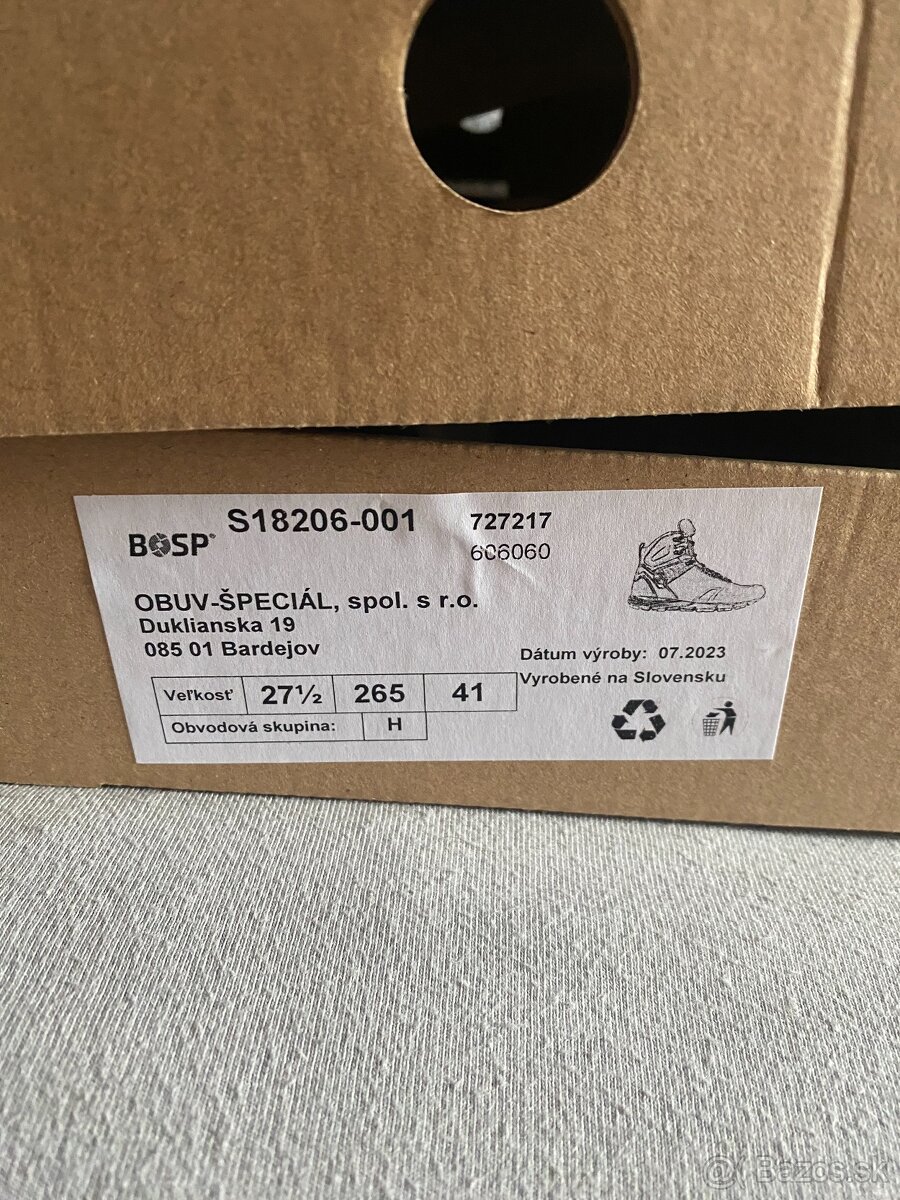 BOSP® S18206-001 727217
606060
OBUV-ŠPECIÁL, spol. s r.o.
Duklianska 19
085 01 Bardejov
Dátum výroby: 07.2023
Vyrobené na Slovensku
Veľkosť 27½ 265 41
Obvodová skupina: H
@ Bazos.sk